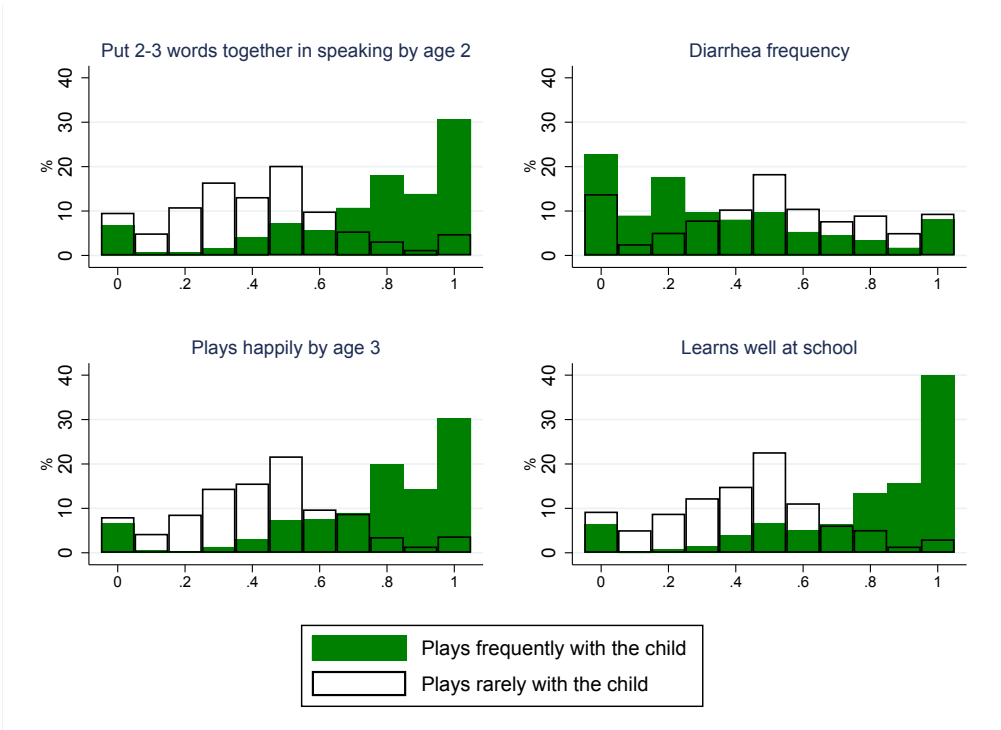 Put 2-3 words together in speaking by age 2
%
0
10
20
30
40
0 .2 .4 .6 .8 1
Diarrhea frequency
%
0
10
20
30
40
0 .2 .4 .6 .8 1
Plays happily by age 3
%
0
10
20
30
40
0 .2 .4 .6 .8 1
Learns well at school
%
0
10
20
30
40
0 .2 .4 .6 .8 1
Plays frequently with the child
Plays rarely with the child